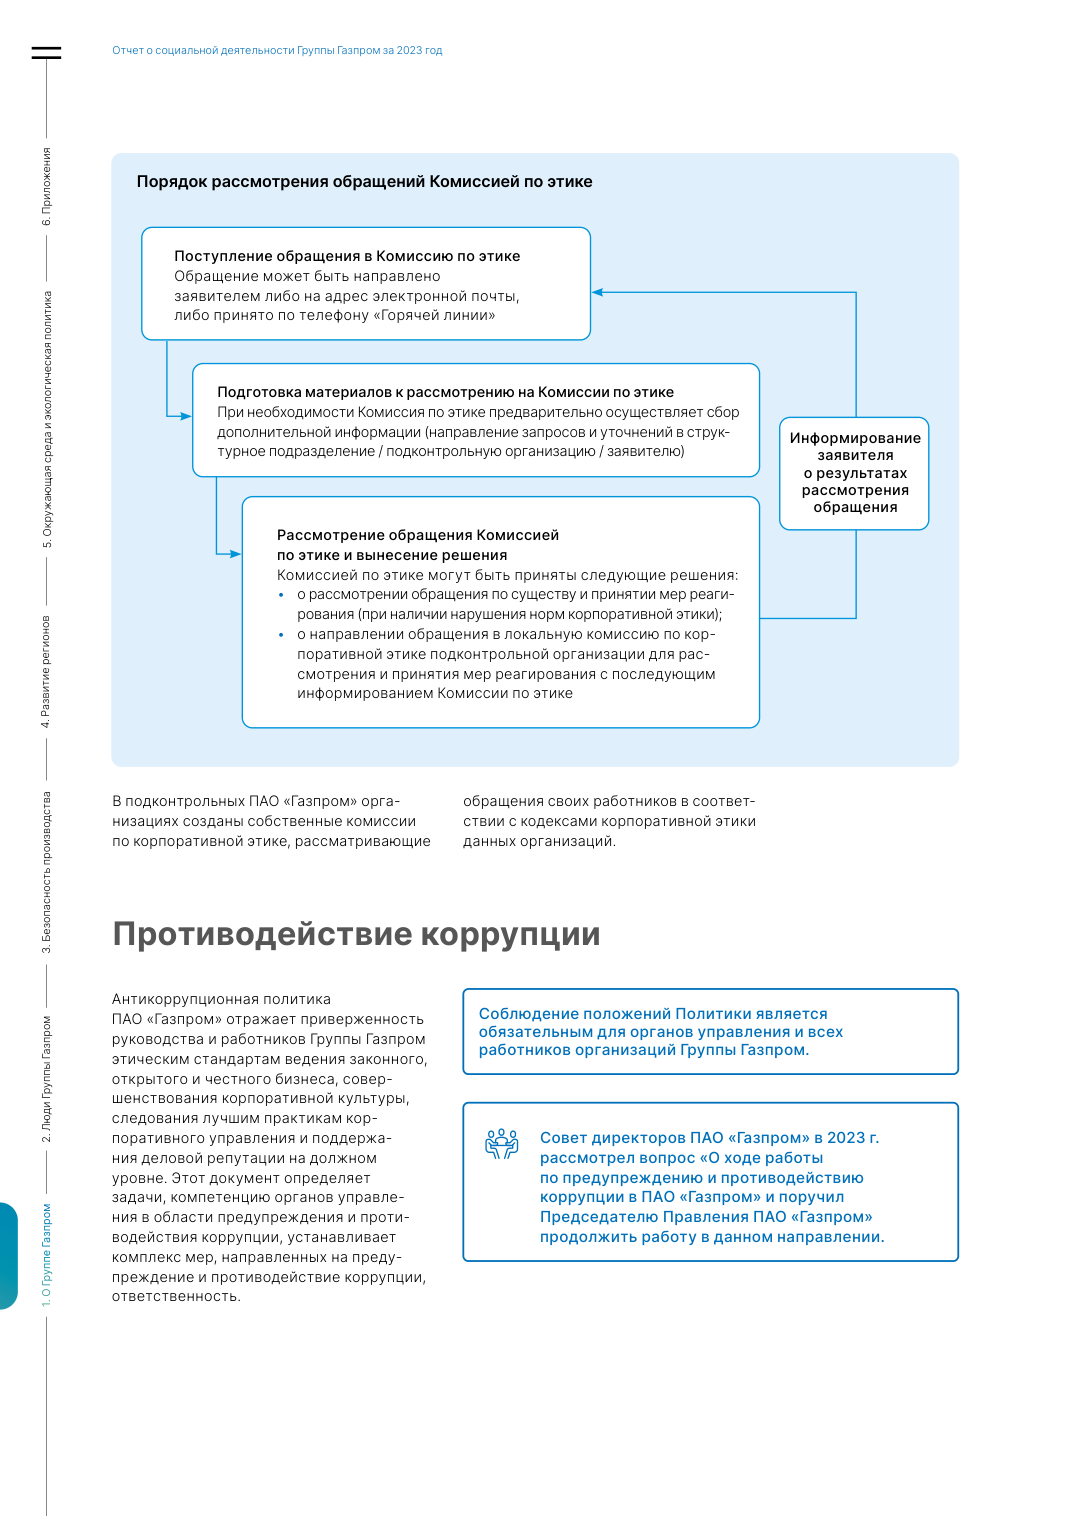 Отчет о социальной деятельности Группы Газпром за 2023 год
6. Приложения
5. Окружающая среда и экологическая политика
4. Развитие регионов
3. Безопасность производства
2. Люди Группы Газпром
1. О Группе Газпром
Порядок рассмотрения обращений Комиссией по этике
Поступление обращения в Комиссию по этике
Обращение может быть направлено
заявителем либо на адрес электронной почты,
либо принято по телефону «Горячей линии»
Подготовка материалов к рассмотрению на Комиссии по этике
При необходимости Комиссия по этике предварительно осуществляет сбор
дополнительной информации (направление запросов и уточнений в струк-
турное подразделение / подконтрольную организацию / заявителю)
Информирование
заявителя
о результатах
рассмотрения
обращения
Рассмотрение обращения Комиссией
по этике и вынесение решения
Комиссией по этике могут быть приняты следующие решения:
• о рассмотрении обращения по существу и принятии мер реаги-
рования (при наличии нарушения норм корпоративной этики);
• о направлении обращения в локальную комиссию по кор-
поративной этике подконтрольной организации для рас-
смотрения и принятия мер реагирования с последующим
информированием Комиссии по этике
В подконтрольных ПАО «Газпром» орга-
низациях созданы собственные комиссии
по корпоративной этике, рассматривающие
обращения своих работников в соответ-
ствии с кодексами корпоративной этики
данных организаций.
Противодействие коррупции
Антикоррупционная политика
ПАО «Газпром» отражает приверженность
руководства и работников Группы Газпром
этическим стандартам ведения законного,
открытого и честного бизнеса, совер-
шенствования корпоративной культуры,
следования лучшим практикам кор-
поративного управления и поддержа-
ния деловой репутации на должном
уровне. Этот документ определяет
задачи, компетенцию органов управле-
ния в области предупреждения и проти-
водействия коррупции, устанавливает
комплекс мер, направленных на преду-
преждение и противодействие коррупции,
ответственность.
Соблюдение положений Политики является
обязательным для органов управления и всех
работников организаций Группы Газпром.
Совет директоров ПАО «Газпром» в 2023 г.
рассмотрел вопрос «О ходе работы
по предупреждению и противодействию
коррупции в ПАО «Газпром» и поручил
Председателю Правления ПАО «Газпром»
продолжить работу в данном направлении.